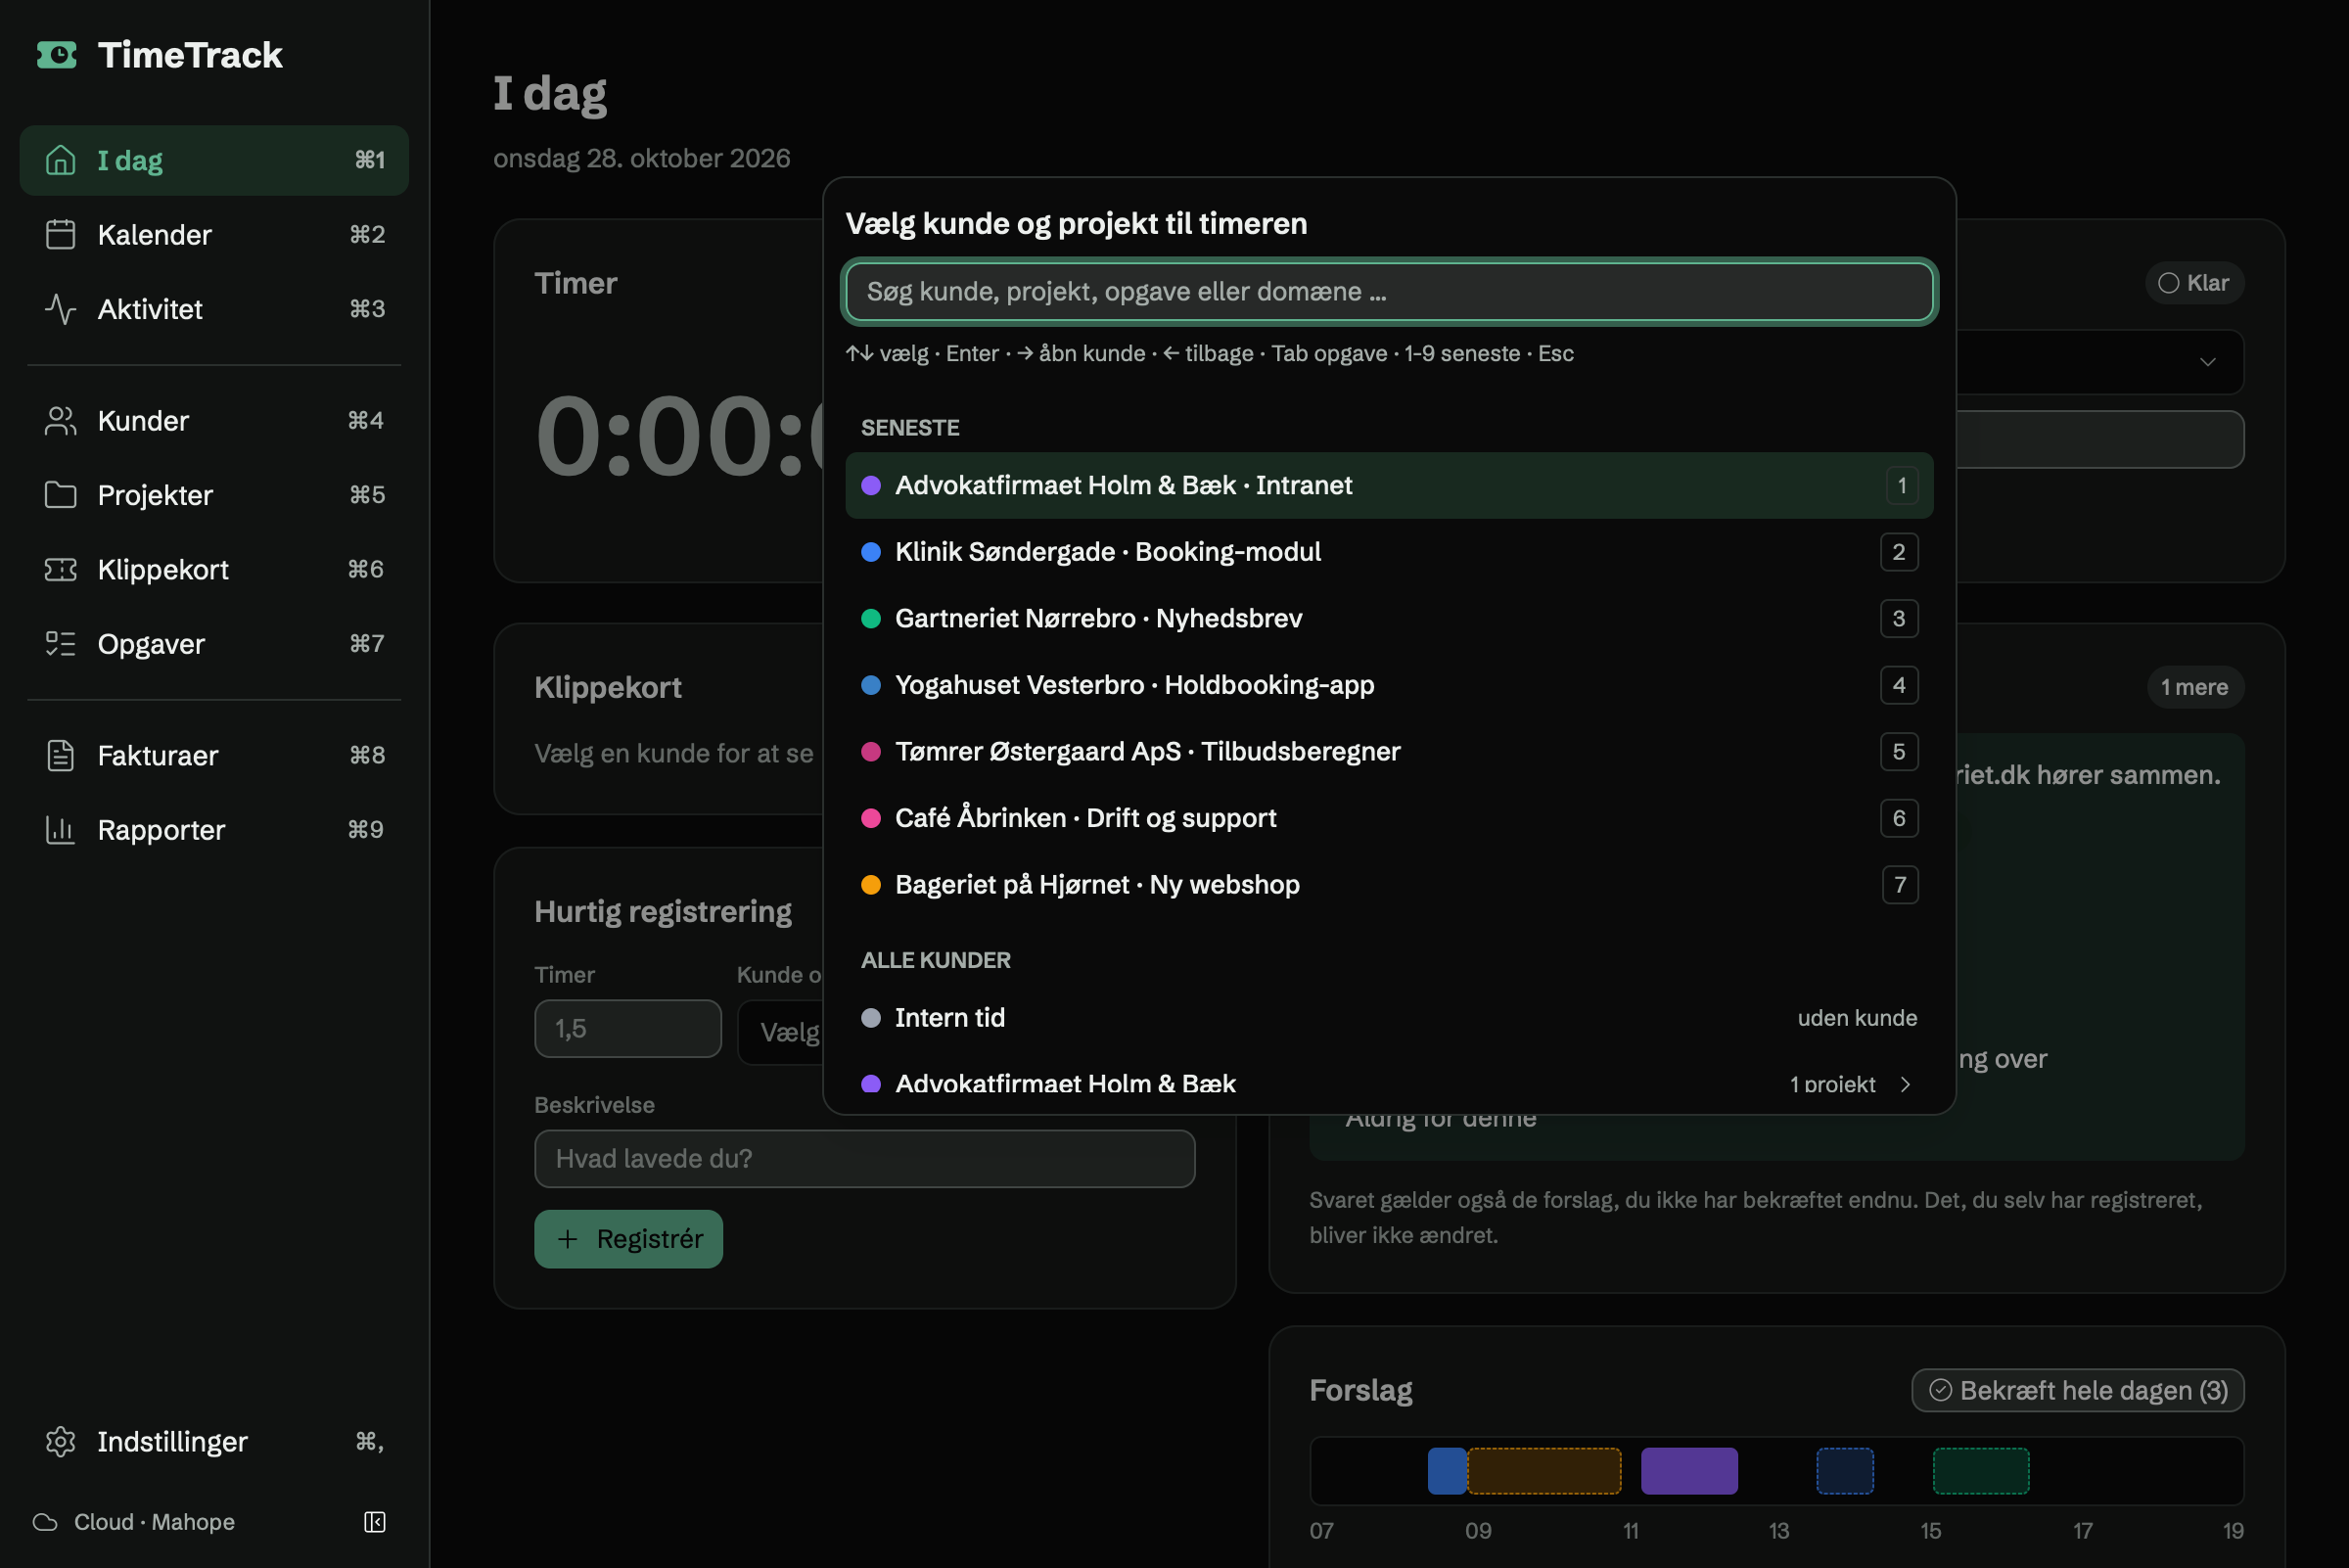 TimeTrack
I dag ⌘1
Kalender ⌘2
Aktivitet ⌘3
Kunder ⌘4
Projekter ⌘5
Klippekort ⌘6
Opgaver ⌘7
Fakturaer ⌘8
Rapporter ⌘9
Indstillinger ⌘,
Cloud · Mahope
I dag
onsdag 28. oktober 2026
Timer
Klar
0:00:
Vælg kunde og projekt til timeren
Søg kunde, projekt, opgave eller domæne ...
↑↓ vælg · Enter · → åbn kunde · ← tilbage · Tab opgave · 1-9 seneste · Esc
SENESTE
Advokatfirmaet Holm & Bæk · Intranet 1
Klinik Søndergade · Booking-modul 2
Gartneriet Nørrebro · Nyhedsbrev 3
Yogahuset Vesterbro · Holdbooking-app 4
Tømrer Østergaard ApS · Tilbudsberegner 5
Café Åbrinken · Drift og support 6
Bageriet på Hjørnet · Ny webshop 7
ALLE KUNDER
Intern tid uden kunde
Advokatfirmaet Holm & Bæk 1 projekt
Klippekort
Vælg en kunde for at se
1 mere
riet.dk hører sammen.
ng over
Aldrig for denne
Svaret gælder også de forslag, du ikke har bekræftet endnu. Det, du selv har registreret,
bliver ikke ændret.
Hurtig registrering
Timer Kunde o
1,5 Vælg
Beskrivelse
Hvad lavede du?
+ Registrér
Forslag
Bekræft hele dagen (3)
07 09 11 13 15 17 19